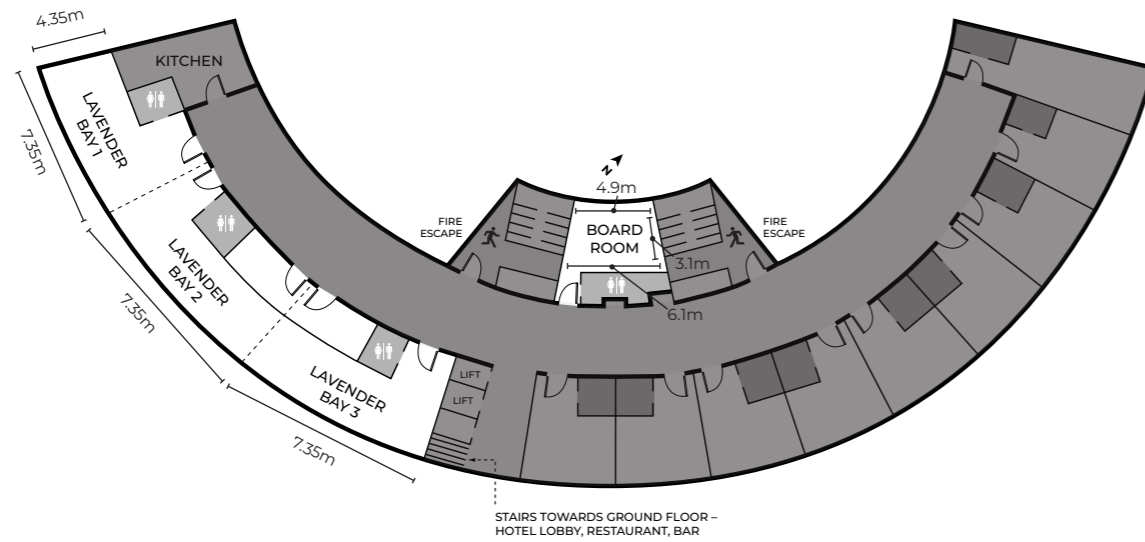 4.35m
KITCHEN
7.35m
LAVENDER
BAY 1
N
4.9m
FIRE
ESCAPE
BOARD
ROOM
FIRE
ESCAPE
3.1m
LAVENDER
BAY 2
6.1m
7.35m
LAVENDER
BAY 3
LIFT
LIFT
7.35m
STAIRS TOWARDS GROUND FLOOR –
HOTEL LOBBY, RESTAURANT, BAR